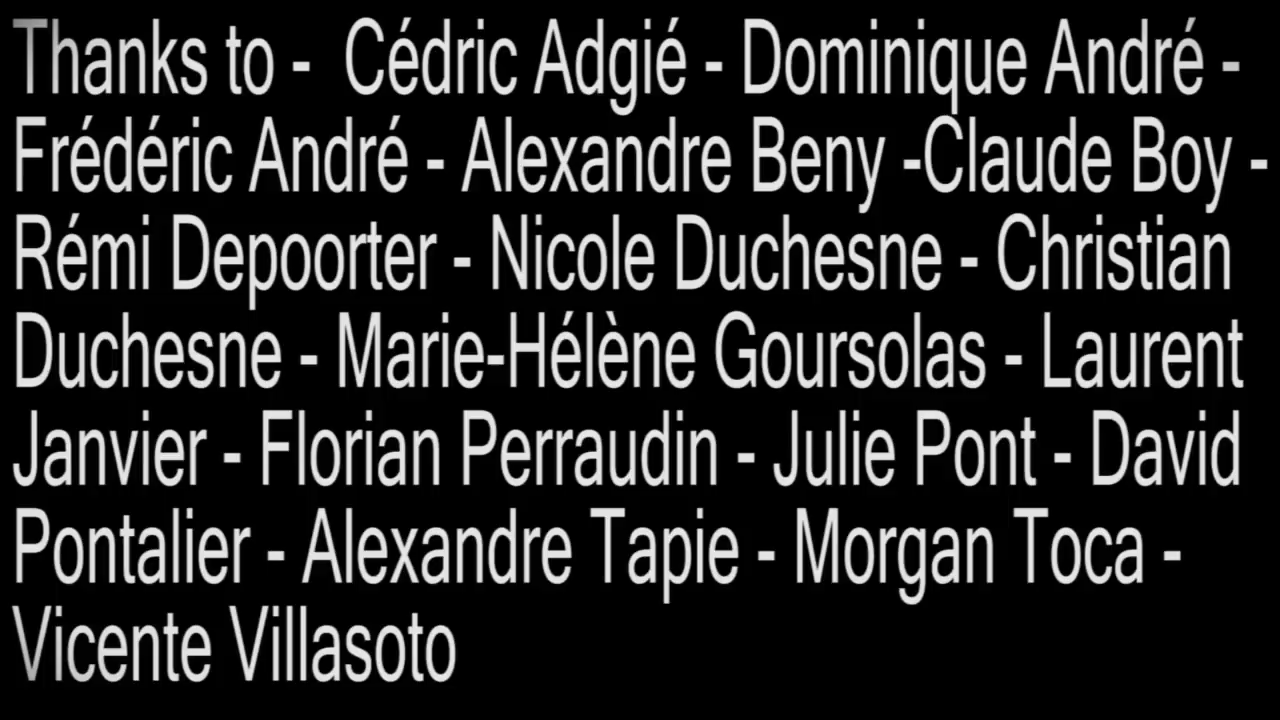 Thanks to -  Cédric Adgié - Dominique André -
Frédéric André - Alexandre Beny -Claude Boy -
Rémi Depoorter - Nicole Duchesne - Christian
Duchesne - Marie-Hélène Goursolas - Laurent
Janvier - Florian Perraudin - Julie Pont - David
Pontalier - Alexandre Tapie - Morgan Toca -
Vicente Villasoto